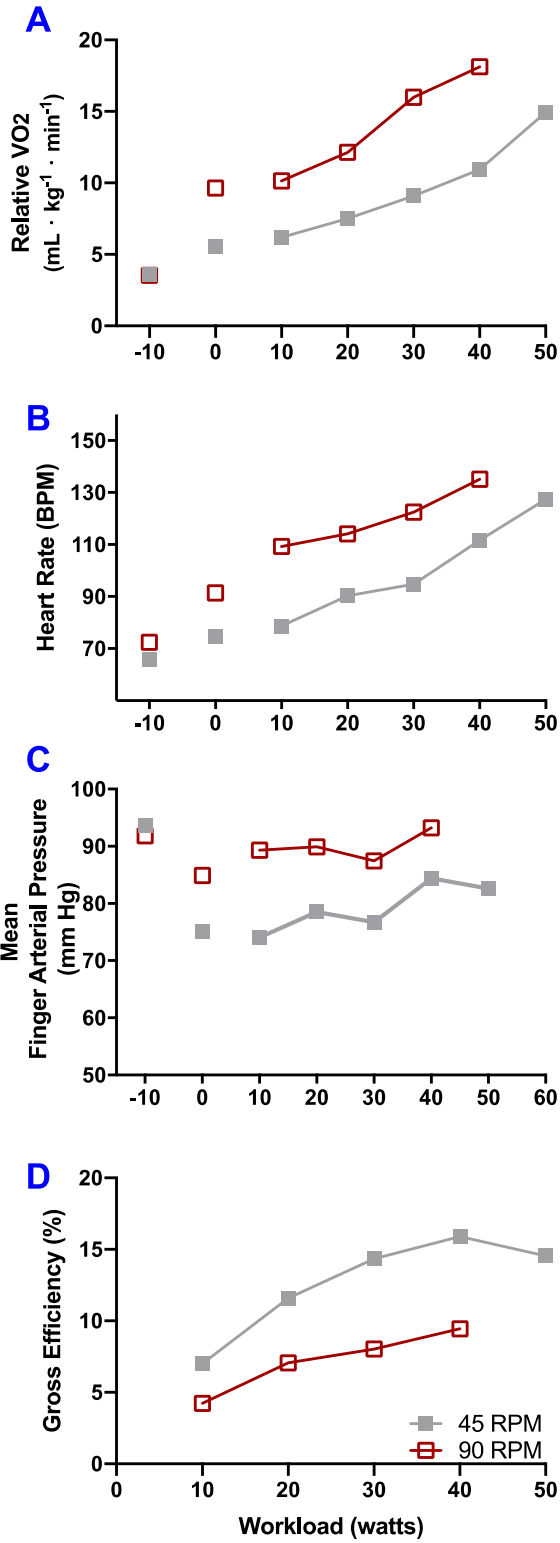 A
Relative VO2
(mL · kg⁻¹ · min⁻¹)
20
15
10
5
0
-10 0 10 20 30 40 50
B
Heart Rate (BPM)
150
130
110
90
70
-10 0 10 20 30 40 50
C
Mean
Finger Arterial Pressure
(mm Hg)
100
90
80
70
60
50
-10 0 10 20 30 40 50 60
D
Gross Efficiency (%)
20
15
10
5
0
45 RPM
90 RPM
0 10 20 30 40 50
Workload (watts)